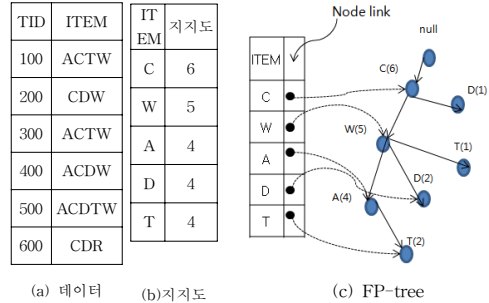 TID ITEM
100 ACTW
200 CDW
300 ACTW
400 ACDW
500 ACDTW
600 CDR
(a) 데이터
IT
EM 지지도
C 6
W 5
A 4
D 4
T 4
(b)지지도
Node link
ITEM
C
W
A
D
T
null
C(6)
D(1)
W(5)
T(1)
D(2)
A(4)
T(2)
(c) FP-tree